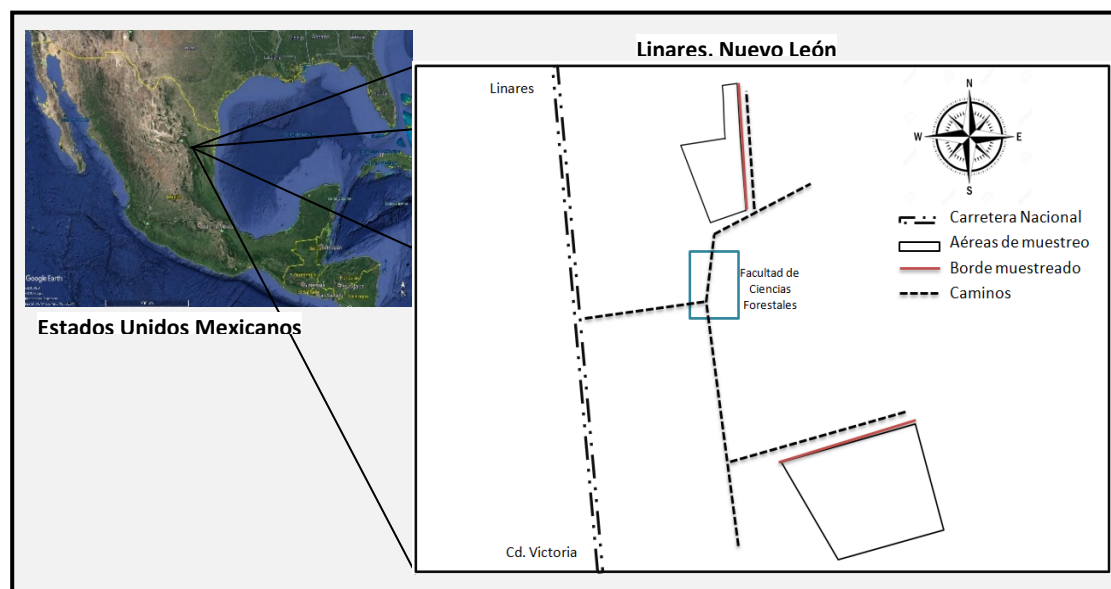 Linares, Nuevo León
Linares
N
W
E
S
Carretera Nacional
Aéreas de muestreo
Borde muestreado
Caminos
Facultad de
Ciencias
Forestales
Cd. Victoria
Google Earth
Estados Unidos Mexicanos